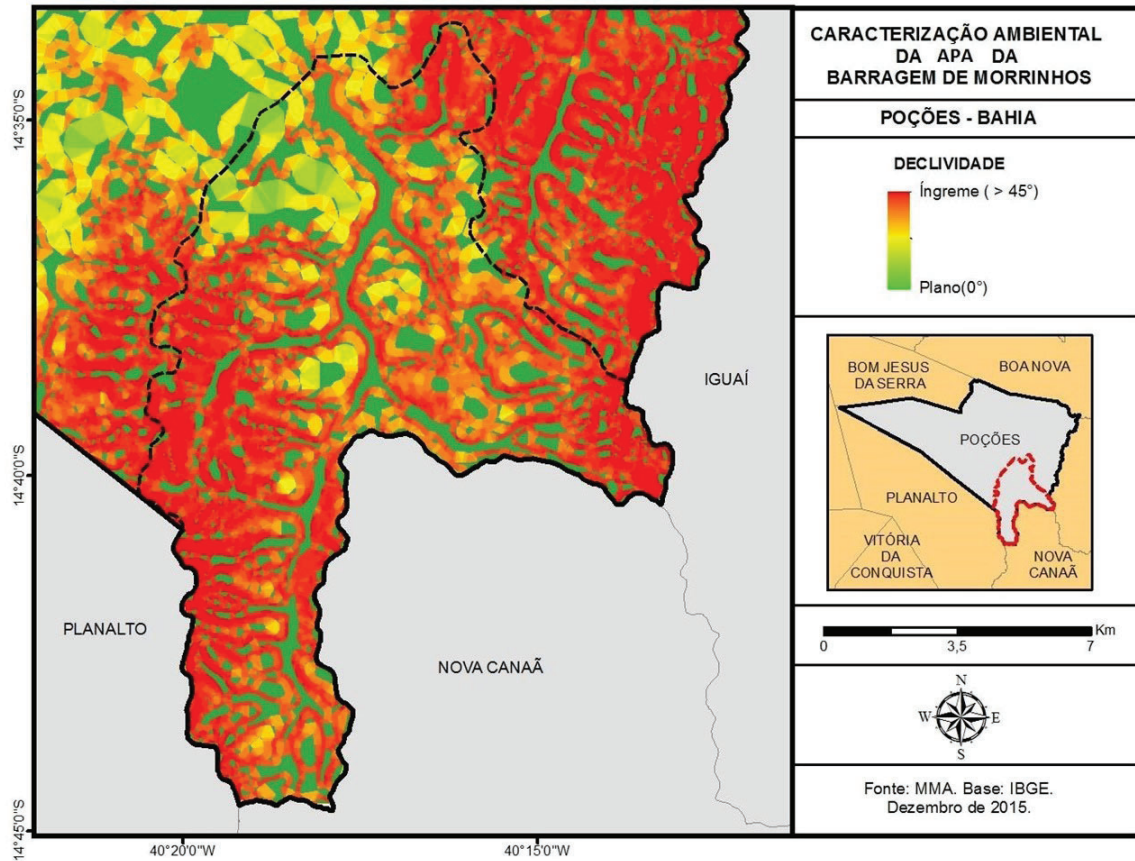 14°35'0"S
14°40'0"S
14°45'0"S
40°20'0"W
40°15'0"W
IGUAÍ
PLANALTO
NOVA CANAÃ
CARACTERIZAÇÃO AMBIENTAL
DA APA DA
BARRAGEM DE MORRINHOS
POÇÕES - BAHIA
DECLIVIDADE
Íngreme ( > 45°)
Plano(0°)
BOM JESUS
DA SERRA
BOA NOVA
POÇÕES
PLANALTO
VITÓRIA
DA
CONQUISTA
NOVA
CANAÃ
Km
0 3,5 7
N
W E
S
Fonte: MMA. Base: IBGE.
Dezembro de 2015.